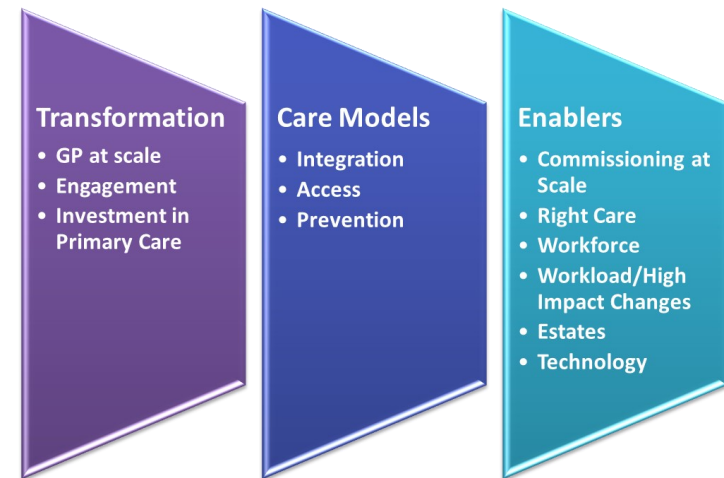 Transformation
• GP at scale
• Engagement
• Investment in
Primary Care
Care Models
• Integration
• Access
• Prevention
Enablers
• Commissioning at
Scale
• Right Care
• Workforce
• Workload/High
Impact Changes
• Estates
• Technology